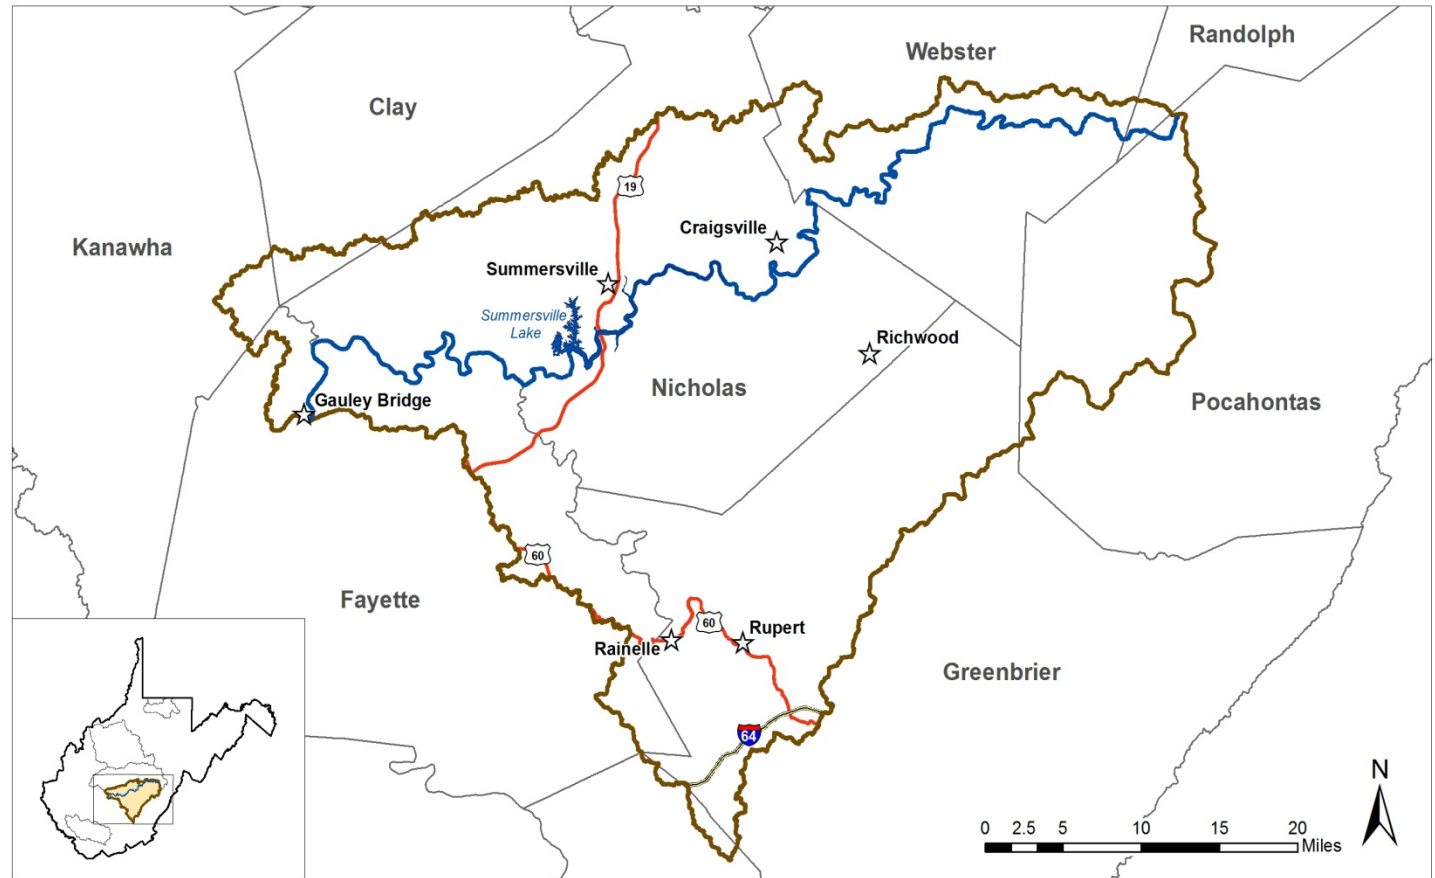 Randolph
Webster
Clay
19
Kanawha
Craigsville
Summersville
Summersville
Lake
Richwood
Nicholas
Gauley Bridge
Pocahontas
60
Fayette
60
Rupert
Rainelle
Greenbrier
64
N
0 2.5 5 10 15 20
Miles